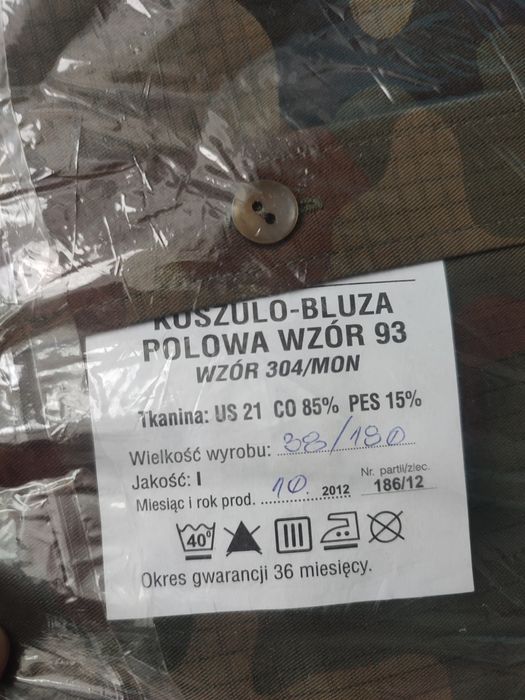 KOSZULO-BLUZA
POLOWA WZÓR 93
WZÓR 304/MON
Tkanina: US 21 CO 85% PES 15%
Wielkość wyrobu: 38/180
Jakość: I
Nr. partii/zlec.
Miesiąc i rok prod. 10. 2012 186/12
40°
Okres gwarancji 36 miesięcy.